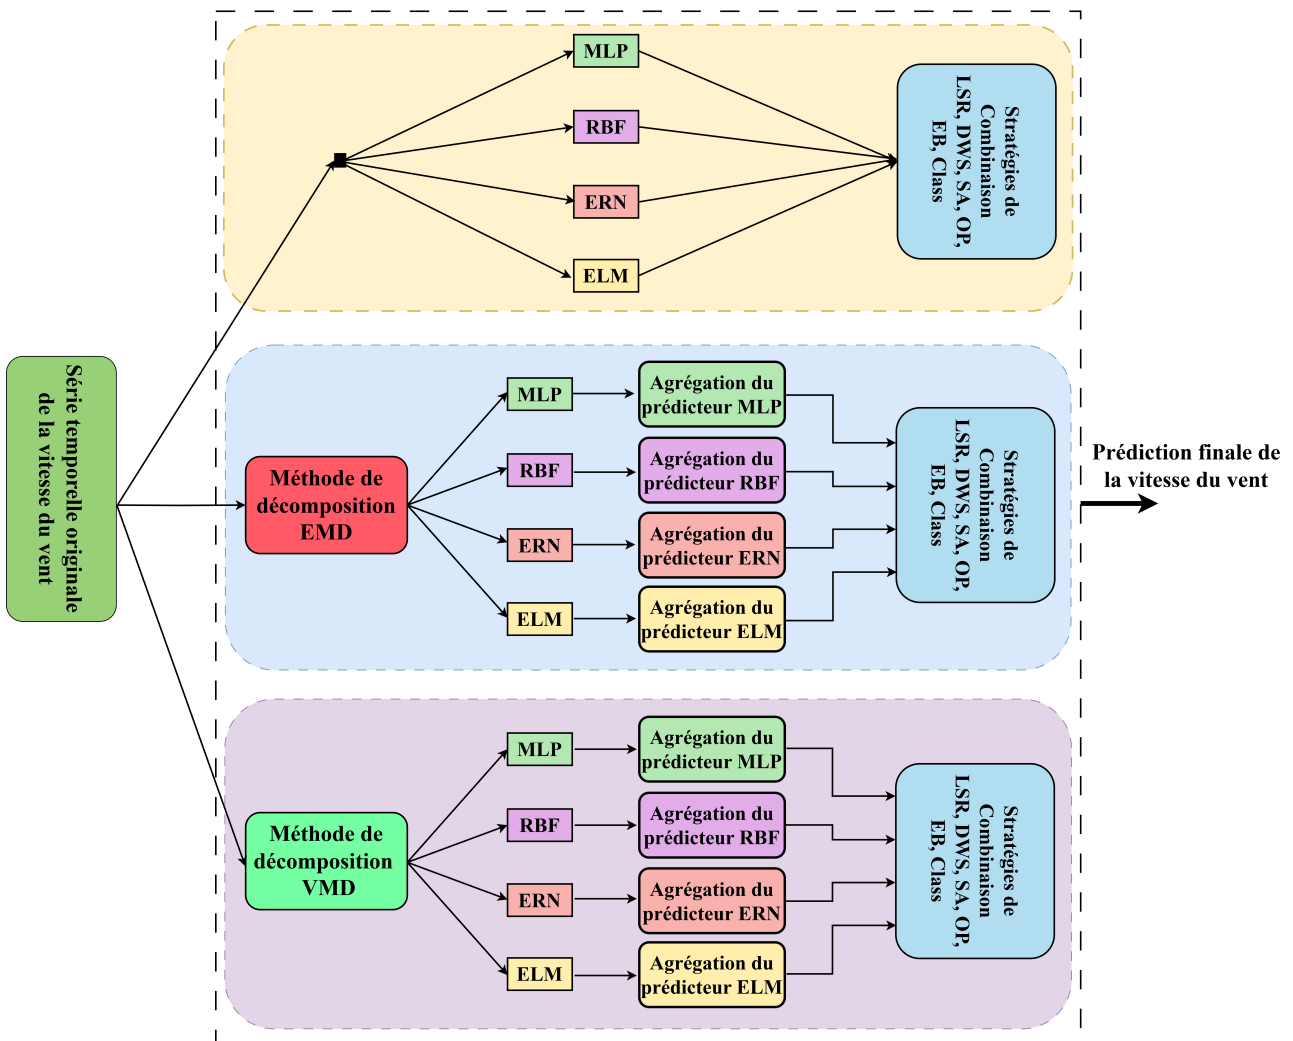 Série temporelle originale
de la vitesse du vent
MLP
RBF
ERN
ELM
Stratégies de
Combinaison
LSR, DWS, SA, OP,
EB, Class
Méthode de
décomposition
EMD
MLP
RBF
ERN
ELM
Agrégation du
prédicteur MLP
Agrégation du
prédicteur RBF
Agrégation du
prédicteur ERN
Agrégation du
prédicteur ELM
Stratégies de
Combinaison
LSR, DWS, SA, OP,
EB, Class
Méthode de
décomposition
VMD
MLP
RBF
ERN
ELM
Agrégation du
prédicteur MLP
Agrégation du
prédicteur RBF
Agrégation du
prédicteur ERN
Agrégation du
prédicteur ELM
Stratégies de
Combinaison
LSR, DWS, SA, OP,
EB, Class
Prédiction finale de
la vitesse du vent